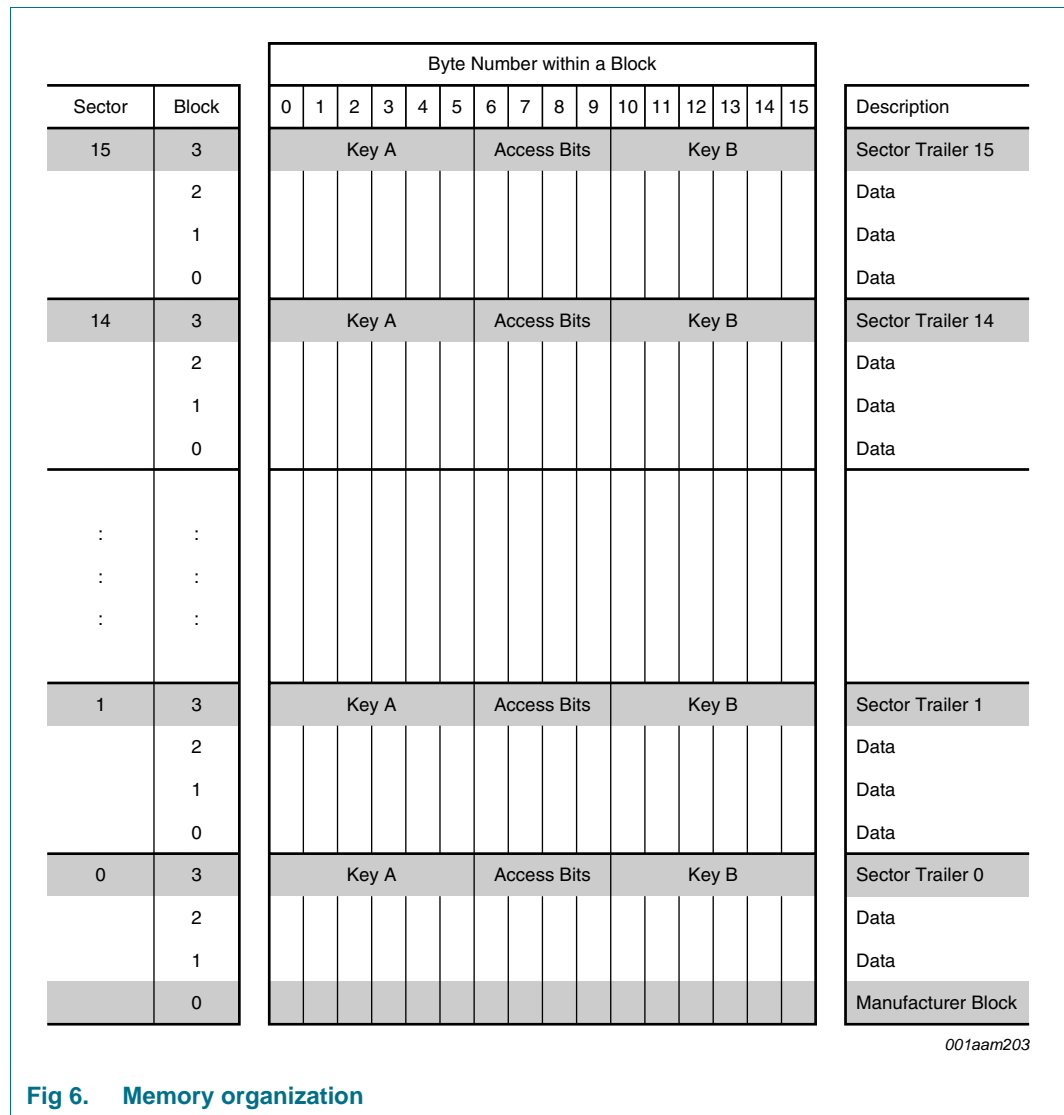 Byte Number within a Block
Sector Block 0 1 2 3 4 5 6 7 8 9 10 11 12 13 14 15 Description
15 3 Key A Access Bits Key B Sector Trailer 15
2 Data
1 Data
0 Data
14 3 Key A Access Bits Key B Sector Trailer 14
2 Data
1 Data
0 Data
: :
: :
: :
1 3 Key A Access Bits Key B Sector Trailer 1
2 Data
1 Data
0 Data
0 3 Key A Access Bits Key B Sector Trailer 0
2 Data
1 Data
0 Manufacturer Block
001aam203
Fig 6. Memory organization